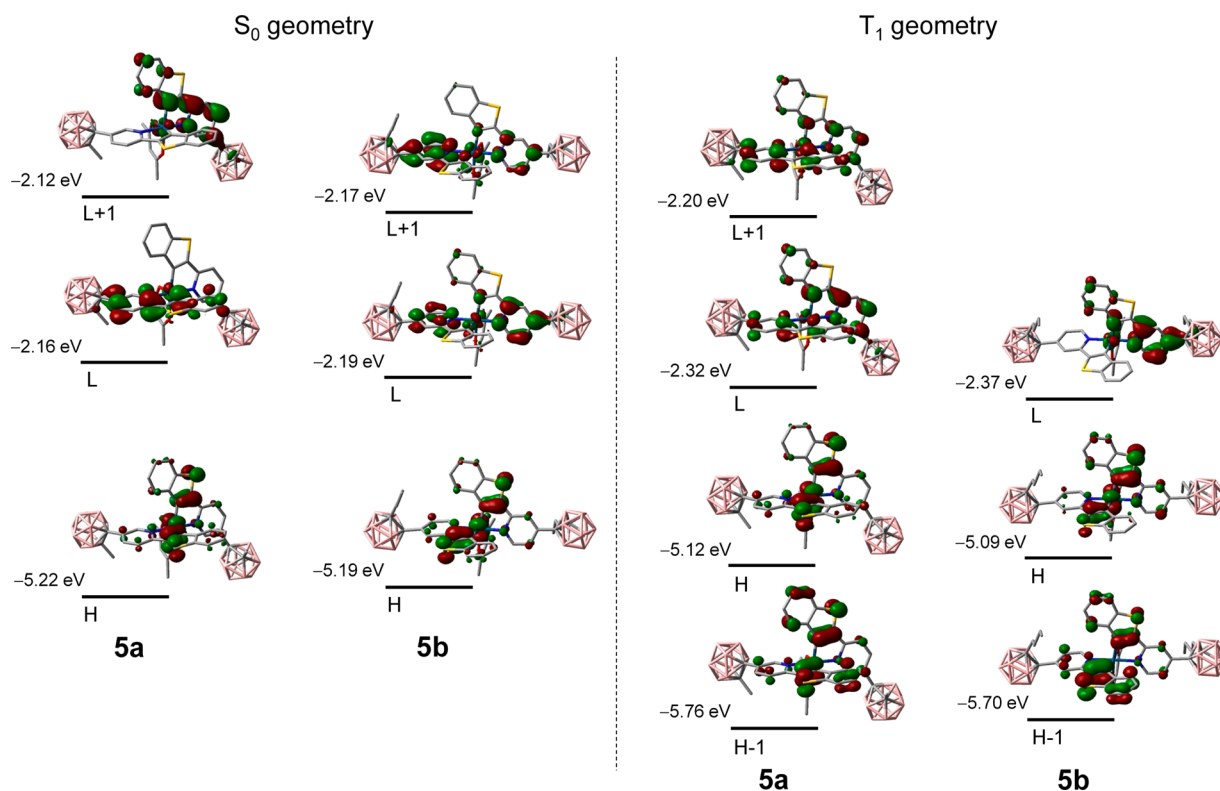 S₀ geometry
T₁ geometry
−2.12 eV
L+1
−2.17 eV
L+1
−2.20 eV
L+1
−2.16 eV
L
−2.19 eV
L
−2.32 eV
L
−2.37 eV
L
−5.22 eV
H
−5.19 eV
H
−5.12 eV
H
−5.09 eV
H
5a
5b
−5.76 eV
H-1
−5.70 eV
H-1
5a
5b